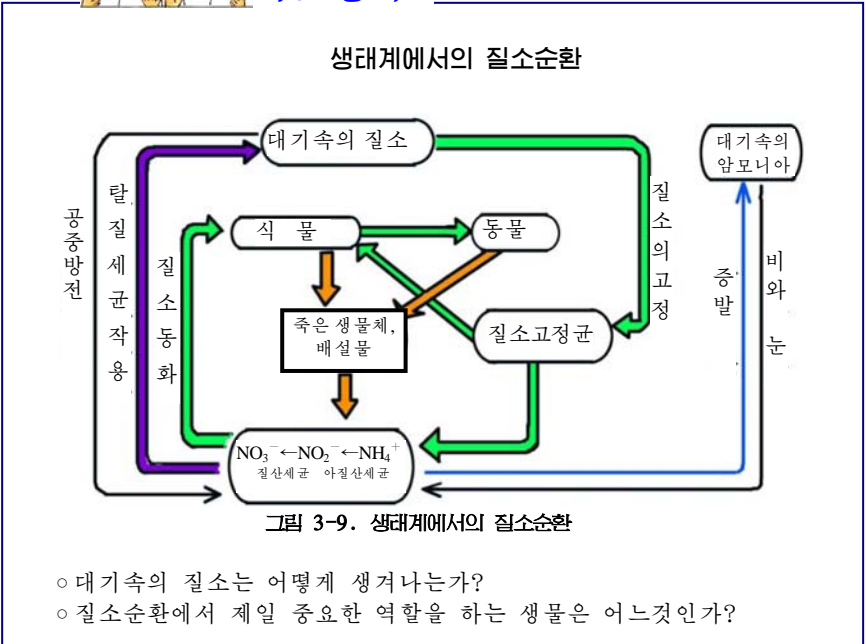 생태계에서의 질소순환
대기속의 질소
대기속의
암모니아
공중방전
탈질세균작용
질소동화
식 물
동물
질소의고정
증발
비와 눈
죽은 생물체,
배설물
질소고정균
NO₃⁻←NO₂⁻←NH₄⁺
질산세균 아질산세균
그림 3-9. 생태계에서의 질소순환
○대기속의 질소는 어떻게 생겨나는가?
○질소순환에서 제일 중요한 역할을 하는 생물은 어느것인가?